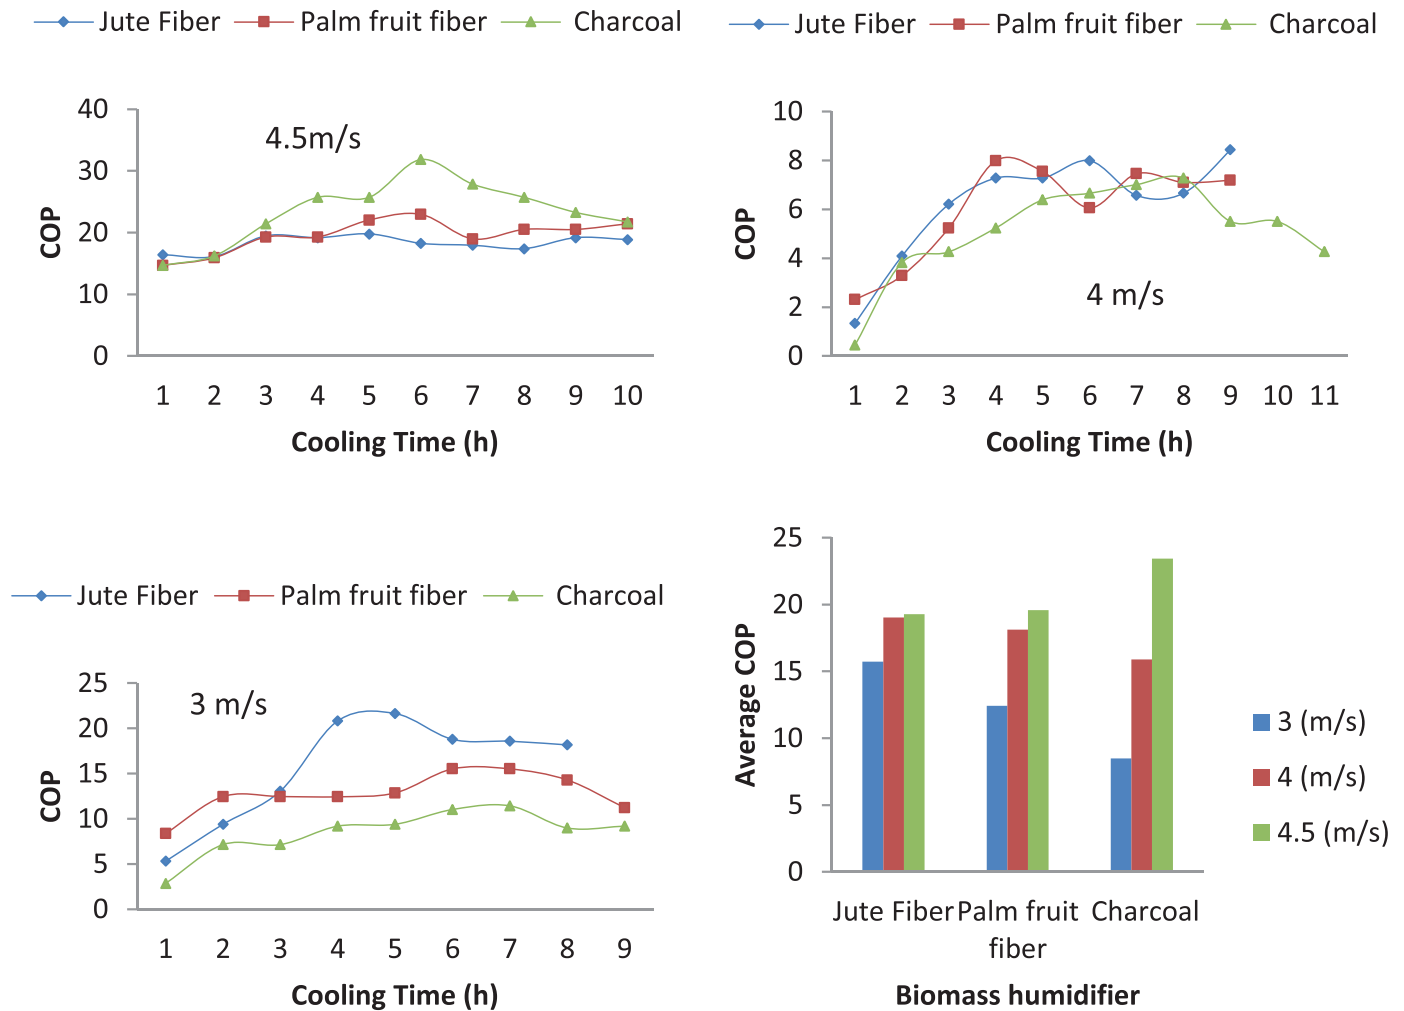 Jute Fiber Palm fruit fiber Charcoal
40
30
20
10
0
COP
4.5m/s
1 2 3 4 5 6 7 8 9 10
Cooling Time (h)
Jute Fiber Palm fruit fiber Charcoal
10
8
6
4
2
0
COP
4 m/s
1 2 3 4 5 6 7 8 9 10 11
Cooling Time (h)
Jute Fiber Palm fruit fiber Charcoal
25
20
15
10
5
0
COP
3 m/s
1 2 3 4 5 6 7 8 9
Cooling Time (h)
25
20
15
10
5
0
Average COP
Jute Fiber Palm fruit Charcoal
fiber
Biomass humidifier
3 (m/s)
4 (m/s)
4.5 (m/s)